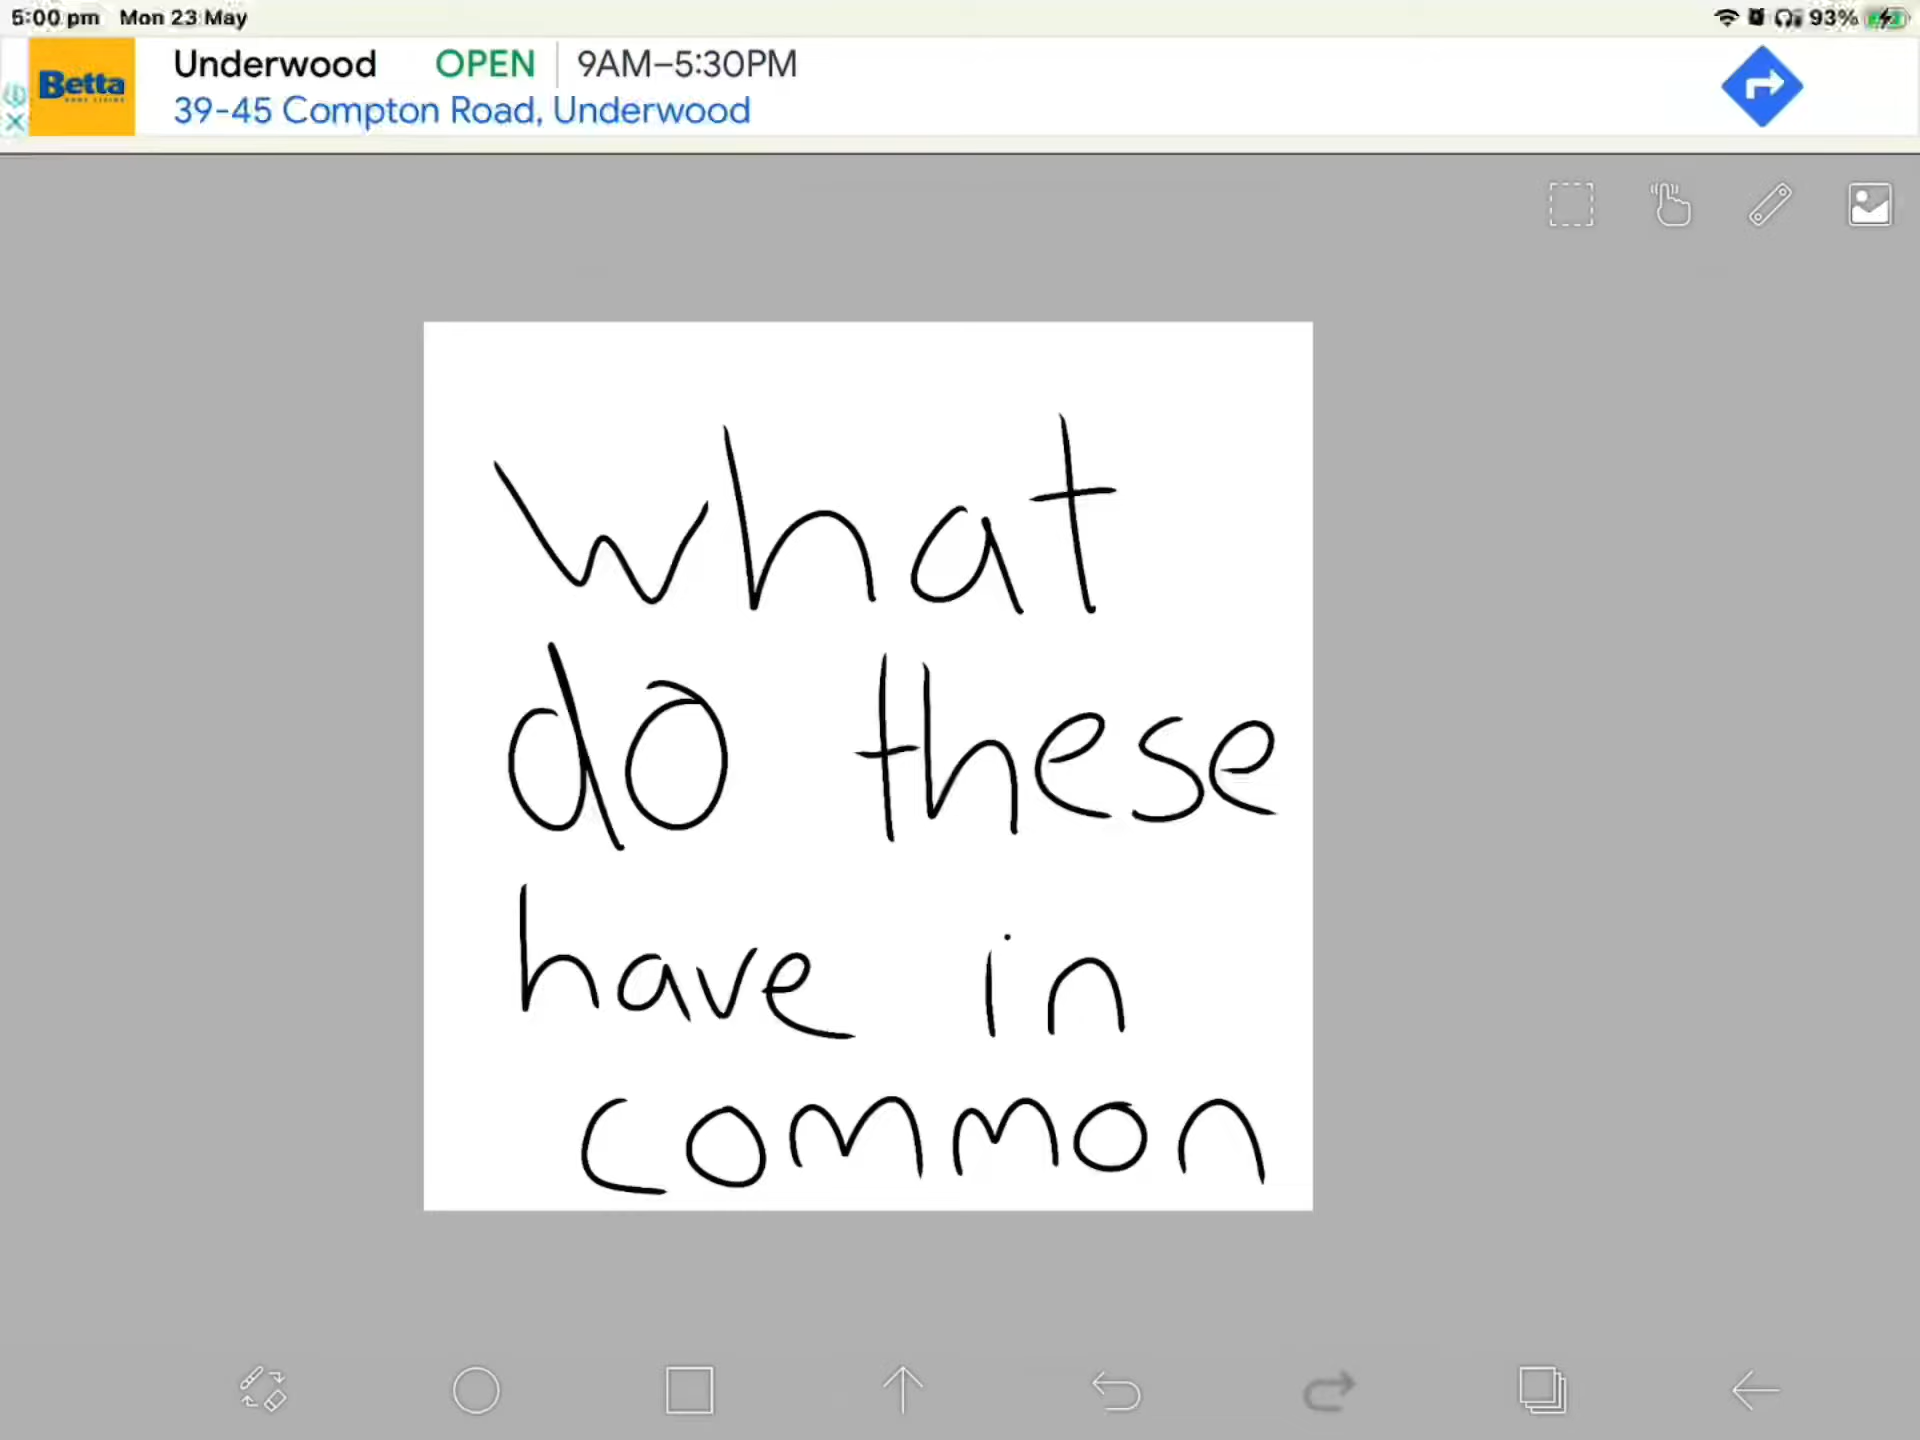 5:00 pm Mon 23 May 93%
Betta
Underwood OPEN 9AM–5:30PM
39-45 Compton Road, Underwood
what
do these
have in
common